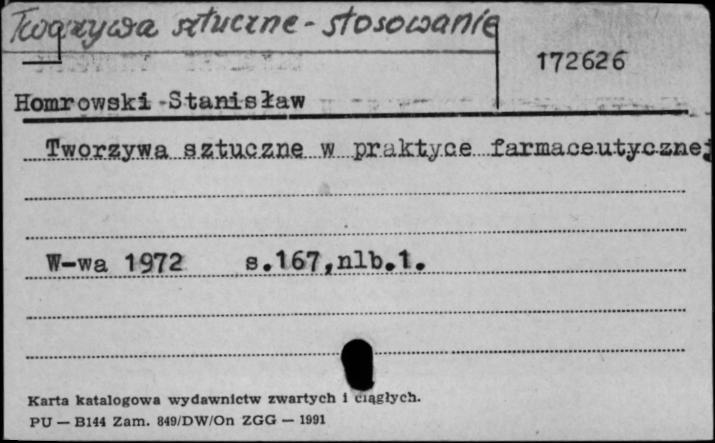 Tworzywa sztuczne - stosowanie
172626
Homrowski Stanisław
Tworzywa sztuczne w praktyce farmaceutycznej
W-wa 1972 s.167,nlb.1.
Karta katalogowa wydawnictw zwartych i ciągłych.
PU — B144 Zam. 849/DW/On ZGG — 1991